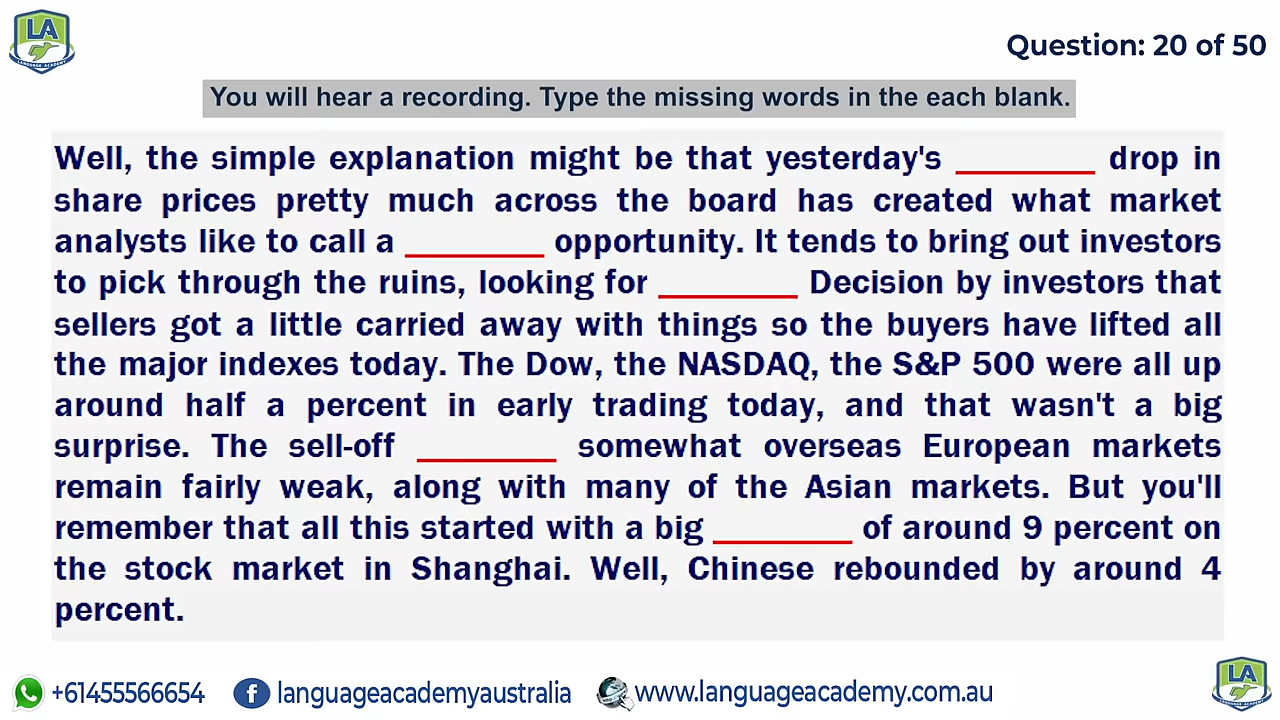 LA
LANGUAGE ACADEMY
Question: 20 of 50
You will hear a recording. Type the missing words in the each blank.
Well, the simple explanation might be that yesterday's ________ drop in
share prices pretty much across the board has created what market
analysts like to call a ________ opportunity. It tends to bring out investors
to pick through the ruins, looking for ________ Decision by investors that
sellers got a little carried away with things so the buyers have lifted all
the major indexes today. The Dow, the NASDAQ, the S&P 500 were all up
around half a percent in early trading today, and that wasn't a big
surprise. The sell-off ________ somewhat overseas European markets
remain fairly weak, along with many of the Asian markets. But you'll
remember that all this started with a big ________ of around 9 percent on
the stock market in Shanghai. Well, Chinese rebounded by around 4
percent.
+61455566654
languageacademyaustralia
www.languageacademy.com.au
LA